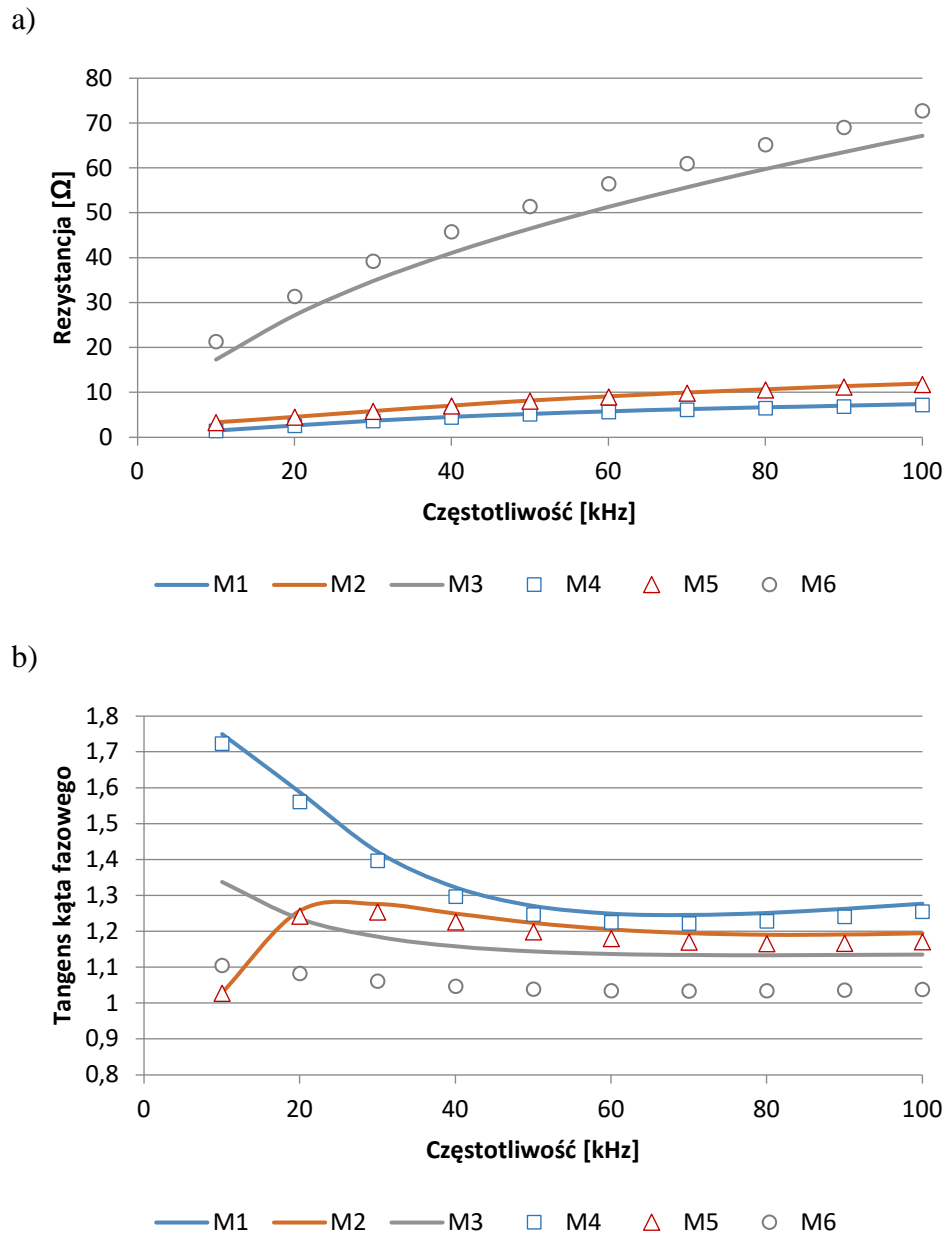 a)
80
70
60
50
40
30
20
10
0
Rezystancja [Ω]
0 20 40 60 80 100
Częstotliwość [kHz]
M1 M2 M3 M4 M5 M6
b)
1,8
1,7
1,6
1,5
1,4
1,3
1,2
1,1
1
0,9
0,8
Tangens kąta fazowego
0 20 40 60 80 100
Częstotliwość [kHz]
M1 M2 M3 M4 M5 M6